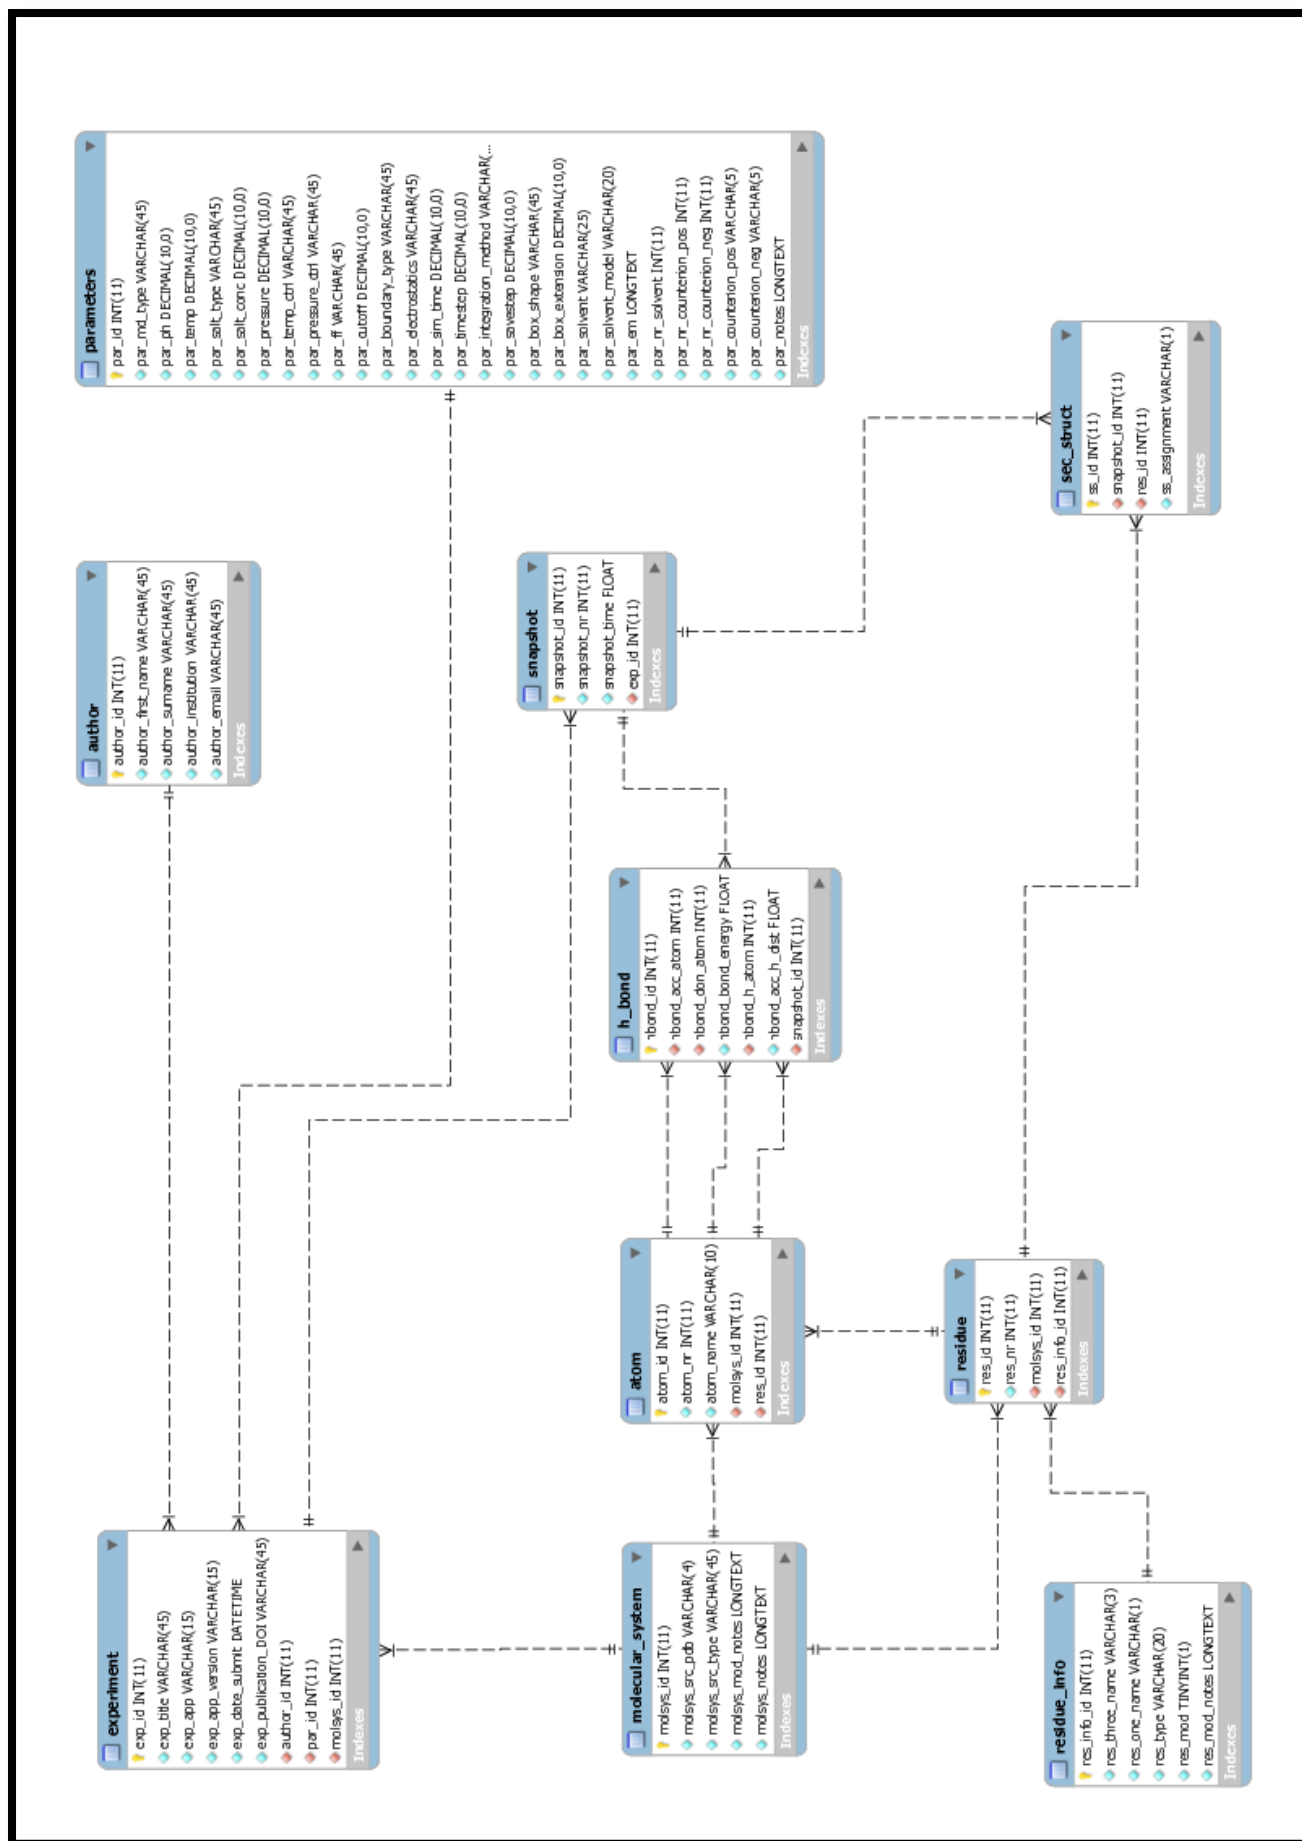 experiment
exp_id INT(11)
exp_title VARCHAR(45)
exp_app VARCHAR(15)
exp_app_version VARCHAR(15)
exp_date_submit DATETIME
exp_publication_DOI VARCHAR(45)
author_id INT(11)
par_id INT(11)
molsys_id INT(11)
Indexes
author
author_id INT(11)
author_first_name VARCHAR(45)
author_surname VARCHAR(45)
author_institution VARCHAR(45)
author_email VARCHAR(45)
Indexes
parameters
par_id INT(11)
par_md_type VARCHAR(45)
par_ph DECIMAL(10,0)
par_temp DECIMAL(10,0)
par_salt_type VARCHAR(45)
par_salt_conc DECIMAL(10,0)
par_pressure DECIMAL(10,0)
par_temp_ctrl VARCHAR(45)
par_pressure_ctrl VARCHAR(45)
par_ff VARCHAR(45)
par_cutoff DECIMAL(10,0)
par_boundary_type VARCHAR(45)
par_electrostatics VARCHAR(45)
par_sim_time DECIMAL(10,0)
par_timestep DECIMAL(10,0)
par_integration_method VARCHAR(...
par_savestep DECIMAL(10,0)
par_box_shape VARCHAR(45)
par_box_extension DECIMAL(10,0)
par_solvent VARCHAR(25)
par_solvent_model VARCHAR(20)
par_em LONGTEXT
par_nr_solvent INT(11)
par_nr_counterion_pos INT(11)
par_nr_counterion_neg INT(11)
par_counterion_pos VARCHAR(5)
par_counterion_neg VARCHAR(5)
par_notes LONGTEXT
Indexes
molecular_system
molsys_id INT(11)
molsys_src_pdb VARCHAR(4)
molsys_src_type VARCHAR(45)
molsys_mod_notes LONGTEXT
molsys_notes LONGTEXT
Indexes
atom
atom_id INT(11)
atom_nr INT(11)
atom_name VARCHAR(10)
molsys_id INT(11)
res_id INT(11)
Indexes
h_bond
hbond_id INT(11)
hbond_acc_atom INT(11)
hbond_don_atom INT(11)
hbond_bond_energy FLOAT
hbond_h_atom INT(11)
hbond_acc_h_dist FLOAT
snapshot_id INT(11)
Indexes
snapshot
snapshot_id INT(11)
snapshot_nr INT(11)
snapshot_time FLOAT
exp_id INT(11)
Indexes
residue_info
res_info_id INT(11)
res_three_name VARCHAR(3)
res_one_name VARCHAR(1)
res_type VARCHAR(20)
res_mod TINYINT(1)
res_mod_notes LONGTEXT
Indexes
residue
res_id INT(11)
res_nr INT(11)
molsys_id INT(11)
res_info_id INT(11)
Indexes
sec_struct
ss_id INT(11)
snapshot_id INT(11)
res_id INT(11)
ss_assignment VARCHAR(1)
Indexes